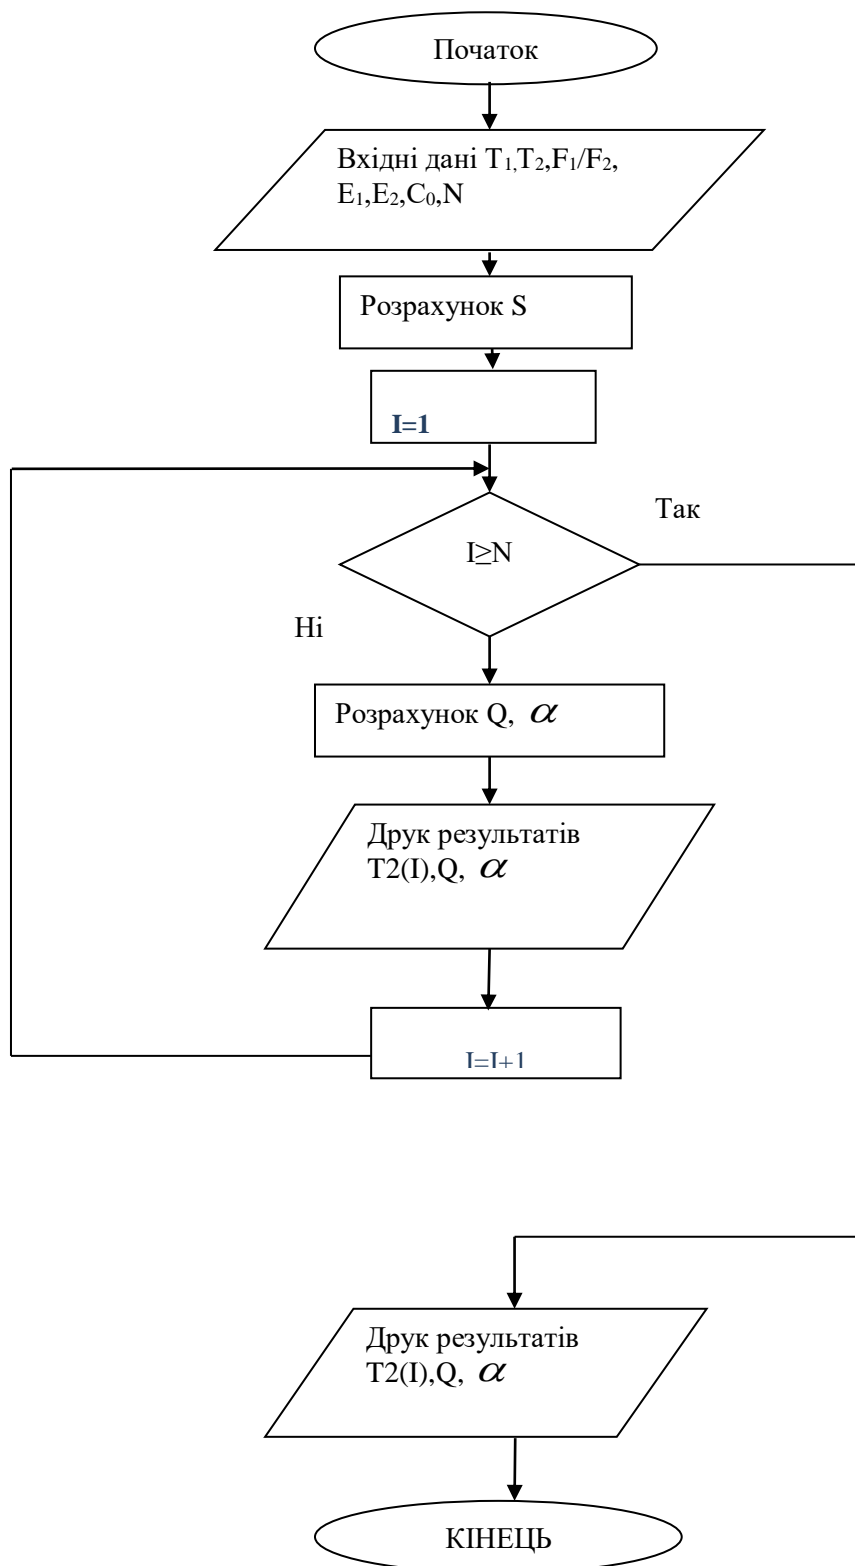 Початок
Вхідні дані T₁,T₂,F₁/F₂,
E₁,E₂,C₀,N
Розрахунок S
I=1
Так
I≥N
Ні
Розрахунок Q, α
Друк результатів
T2(I),Q, α
I=I+1
Друк результатів
T2(I),Q, α
КІНЕЦЬ